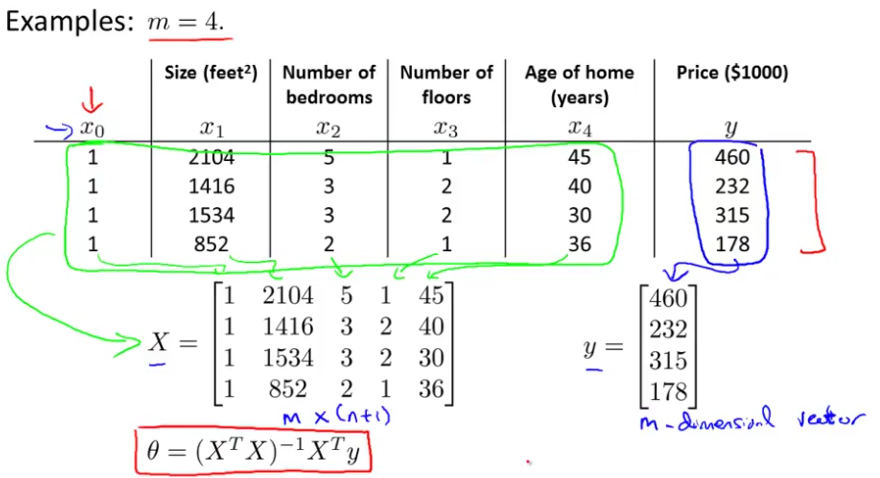 Examples: m = 4.
Size (feet²) Number of bedrooms Number of floors Age of home (years) Price ($1000)
x₀ x₁ x₂ x₃ x₄ y
1 2104 5 1 45 460
1 1416 3 2 40 232
1 1534 3 2 30 315
1 852 2 1 36 178
X = [1 2104 5 1 45
1 1416 3 2 40
1 1534 3 2 30
1 852 2 1 36]
m x (n+1)
y = [460
232
315
178]
m-dimensional vector
θ = (XᵀX)⁻¹Xᵀy